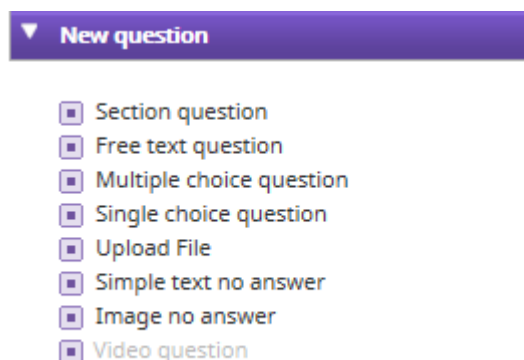 New question
Section question
Free text question
Multiple choice question
Single choice question
Upload File
Simple text no answer
Image no answer
Video question